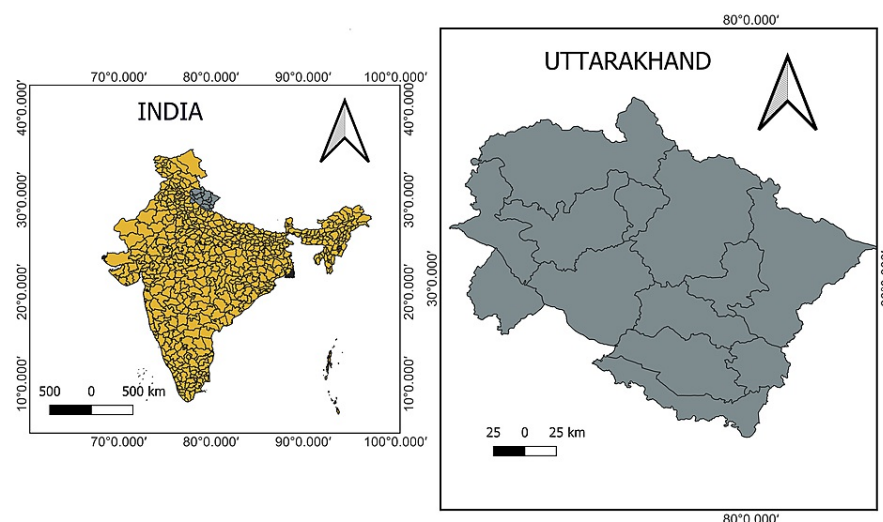 80°0.000′
UTTARAKHAND
70°0.000′ 80°0.000′ 90°0.000′ 100°0.000′
INDIA
40°0.000′ 40°0.000′
30°0.000′ 30°0.000′
20°0.000′ 20°0.000′
10°0.000′ 10°0.000′
500 0 500 km
70°0.000′ 80°0.000′ 90°0.000′ 100°0.000′
30°0.000′
25 0 25 km
80°0.000′